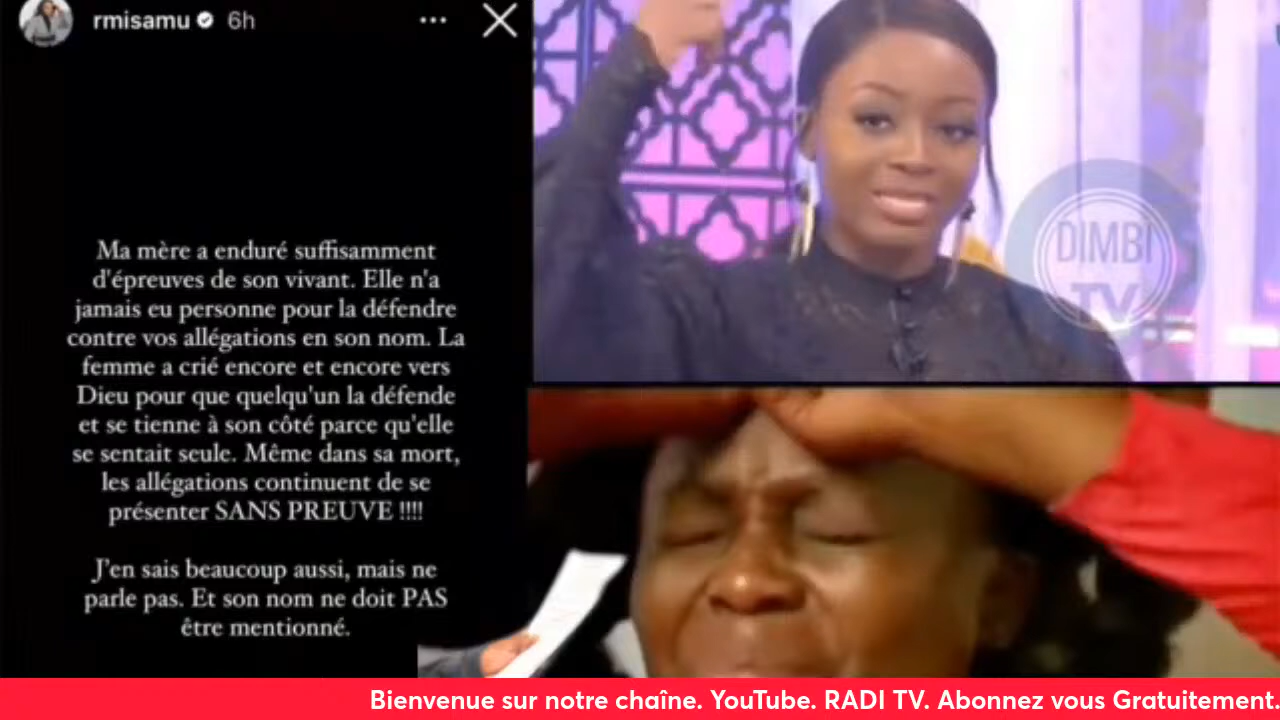 rmisamu 6h
Ma mère a enduré suffisamment
d'épreuves de son vivant. Elle n'a
jamais eu personne pour la défendre
contre vos allégations en son nom. La
femme a crié encore et encore vers
Dieu pour que quelqu'un la défende
et se tienne à son côté parce qu'elle
se sentait seule. Même dans sa mort,
les allégations continuent de se
présenter SANS PREUVE !!!!
J'en sais beaucoup aussi, mais ne
parle pas. Et son nom ne doit PAS
être mentionné.
DIMBI
TV
Bienvenue sur notre chaîne. YouTube. RADI TV. Abonnez vous Gratuitement.